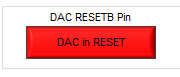 DAC RESETB Pin
DAC in RESET